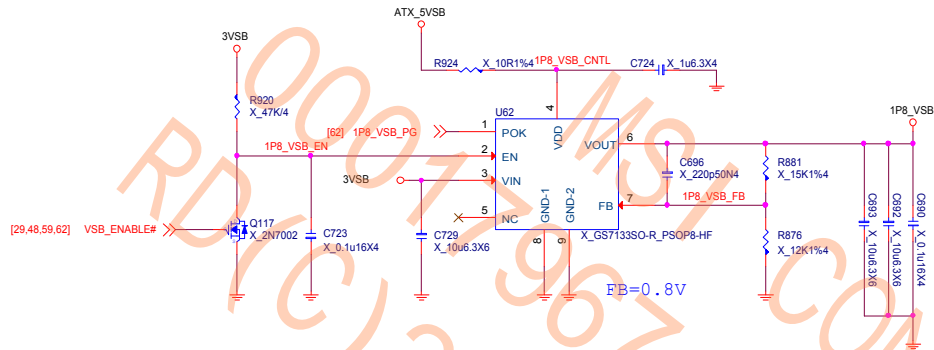 ATX_5VSB
3VSB
R924
X_10R1%4
1P8_VSB_CNTL
C724
X_1u6.3X4
R920
X_47K/4
U62
[62] 1P8_VSB_PG
1
POK
4
VDD
VOUT
6
1P8_VSB
1P8_VSB_EN
2
EN
3VSB
3
VIN
C696
X_220p50N4
R881
X_15K1%4
1P8_VSB_FB
5
NC
GND-1
GND-2
FB
7
8
9
X_GS7133SO-R_PSOP8-HF
[29,48,59,62] VSB_ENABLE#
Q117
X_2N7002
C723
X_0.1u16X4
C729
X_10u6.3X6
R876
X_12K1%4
C693
X_10u6.3X6
C692
X_10u6.3X6
C690
X_0.1u16X4
FB=0.8V
MSI